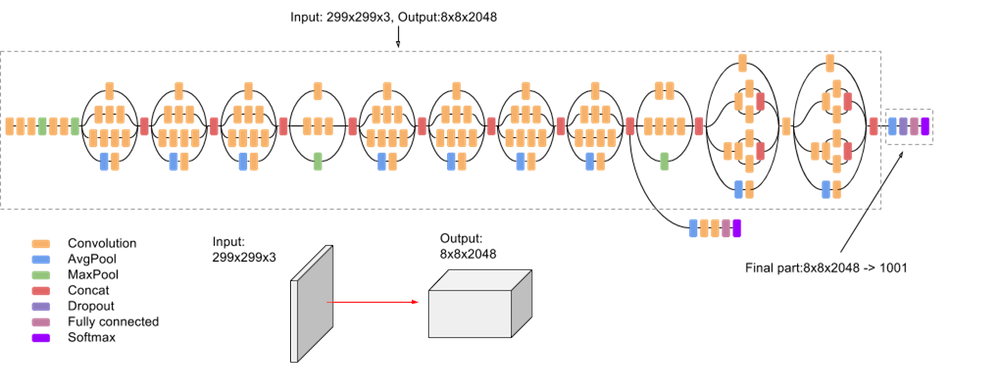 Input: 299x299x3, Output:8x8x2048
Convolution
AvgPool
MaxPool
Concat
Dropout
Fully connected
Softmax
Input:
299x299x3
Output:
8x8x2048
Final part:8x8x2048 -> 1001